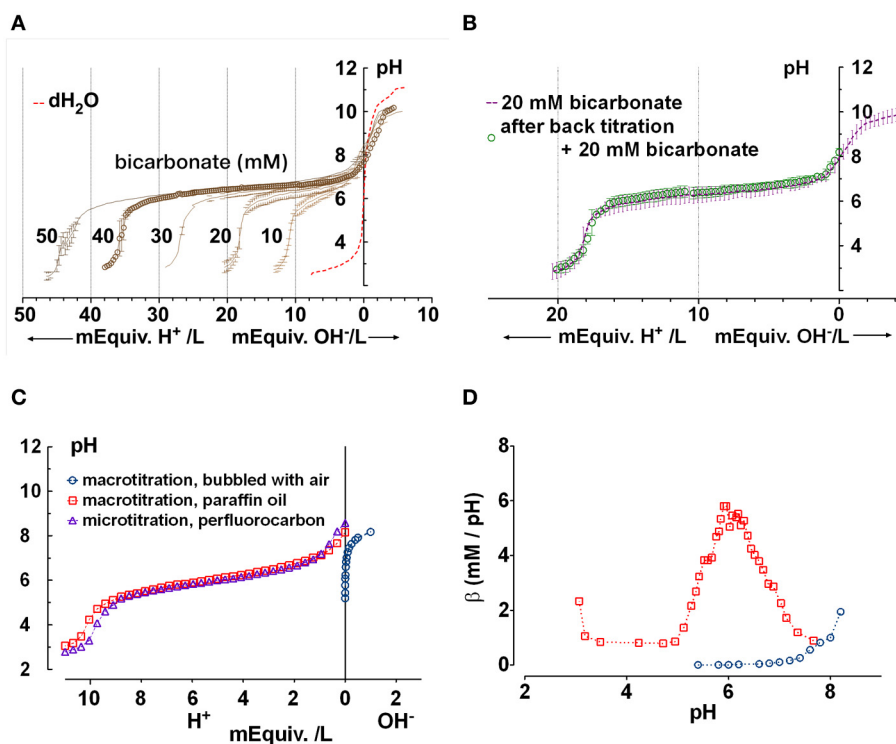 A
pH
12
10
8
6
4
dH2O
bicarbonate (mM)
50 40 30 20 10
50 40 30 20 10 0 10
mEquiv. H+ /L mEquiv. OH-/L
B
pH
12
10
8
6
4
2
20 mM bicarbonate
after back titration
+ 20 mM bicarbonate
20 10 0
mEquiv. H+ /L mEquiv. OH-/L
C
12
10
8
6
4
2
pH
macrotitration, bubbled with air
macrotitration, paraffin oil
microtitration, perfluorocarbon
10 8 6 4 2 0 2
H+ mEquiv. /L OH-
D
8
6
4
2
0
β (mM / pH)
2 4 6 8 10
pH